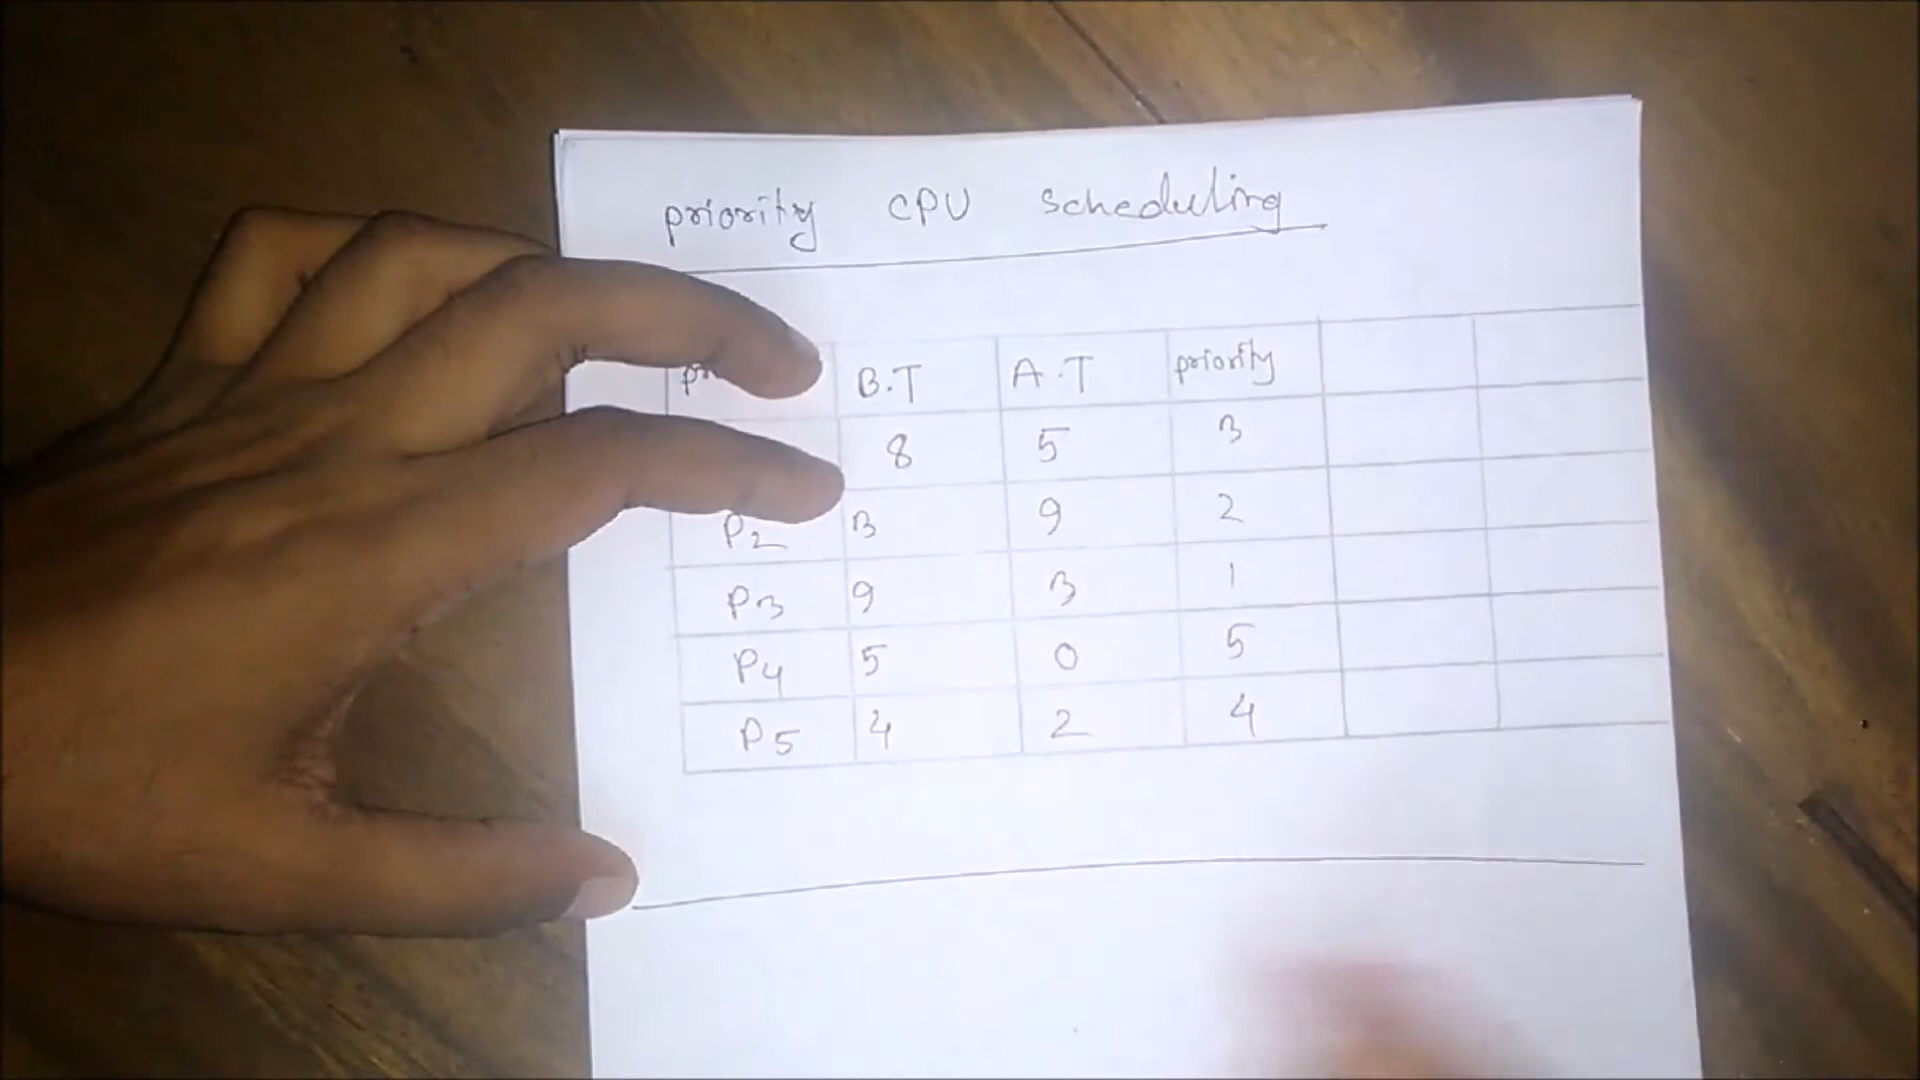 priority CPU scheduling
B.T A.T priority
8 5 3
P2 3 9 2
P3 9 3 1
P4 5 0 5
P5 4 2 4